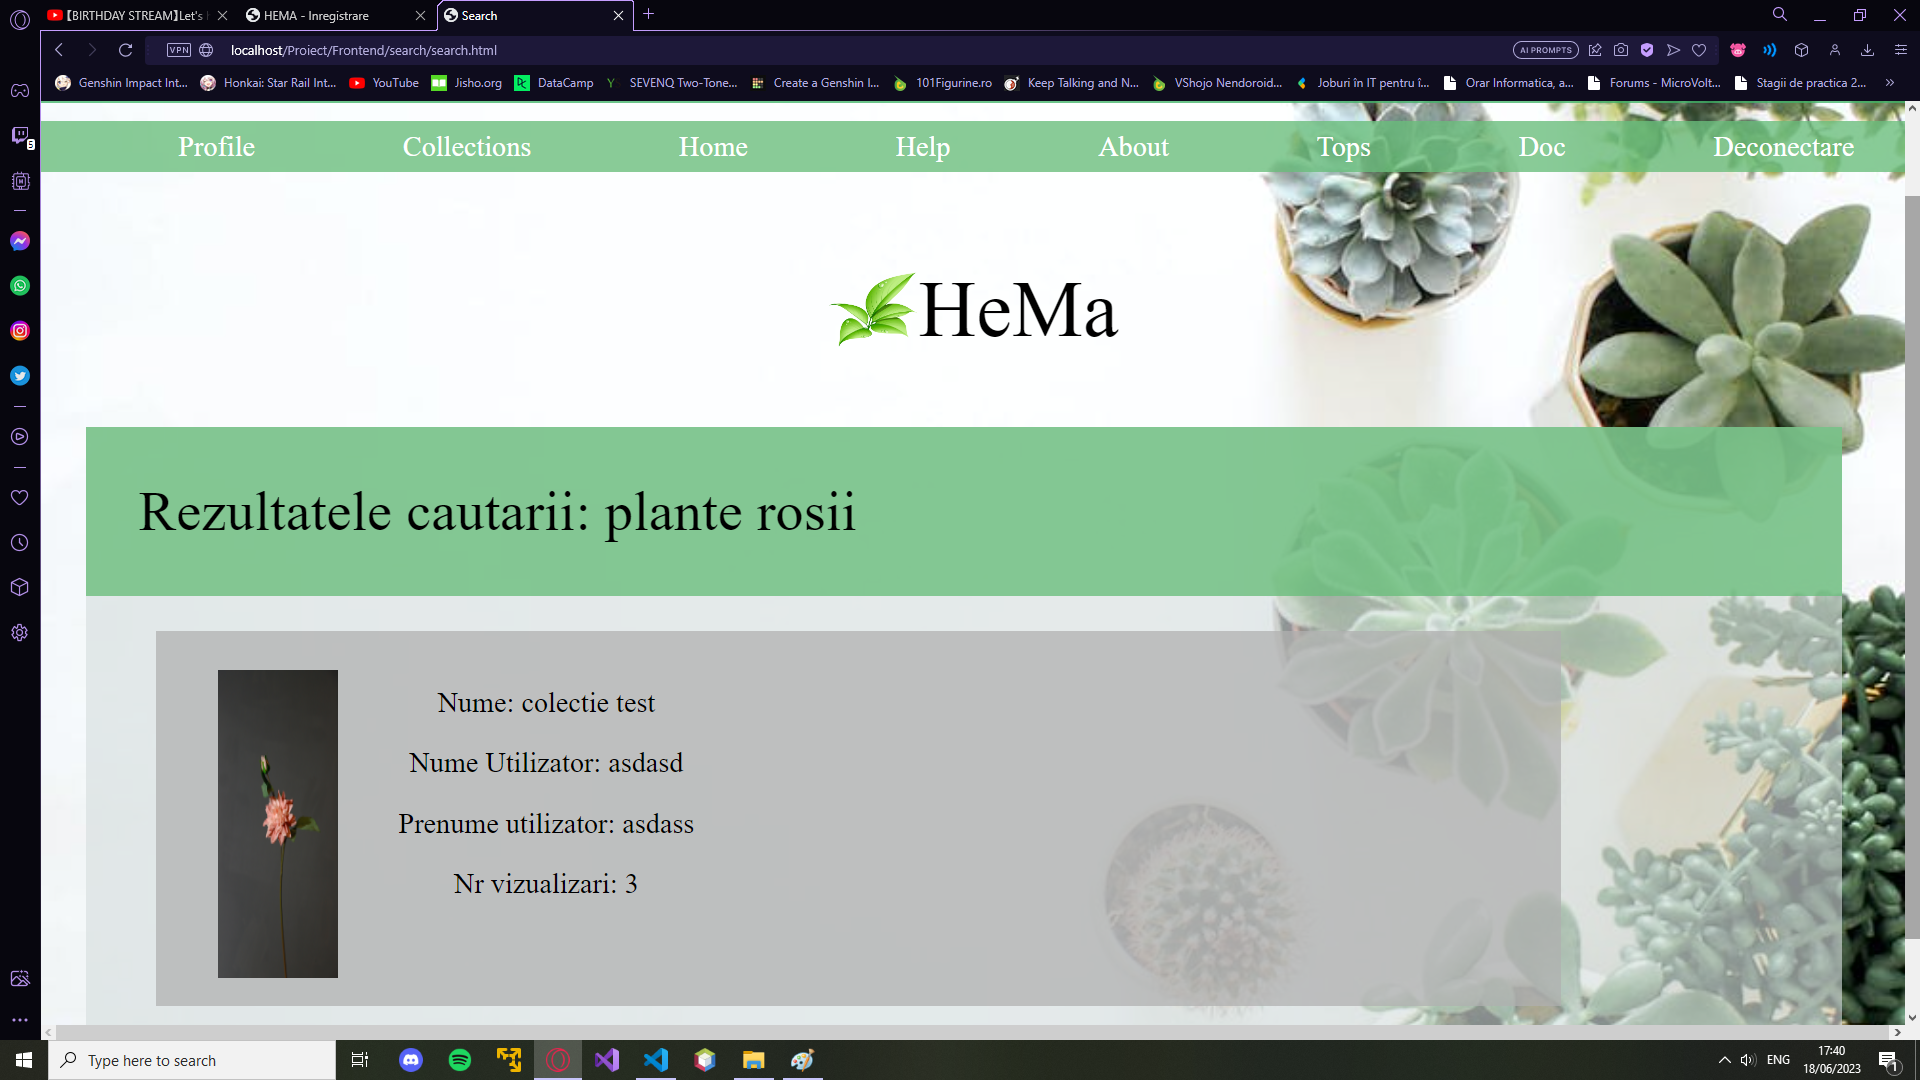 【BIRTHDAY STREAM】Let's
HEMA - Inregistrare
Search
VPN
localhost/Proiect/Frontend/search/search.html
AI PROMPTS
Genshin Impact Int...
Honkai: Star Rail Int...
YouTube
Jisho.org
DataCamp
SEVENQ Two-Tone...
Create a Genshin I...
101Figurine.ro
Keep Talking and N...
VShojo Nendoroid...
Joburi în IT pentru î...
Orar Informatica, a...
Forums - MicroVolt...
Stagii de practica 2...
Profile
Collections
Home
Help
About
Tops
Doc
Deconectare
HeMa
Rezultatele cautarii: plante rosii
Nume: colectie test
Nume Utilizator: asdasd
Prenume utilizator: asdass
Nr vizualizari: 3
Type here to search
ENG
17:40
18/06/2023
1